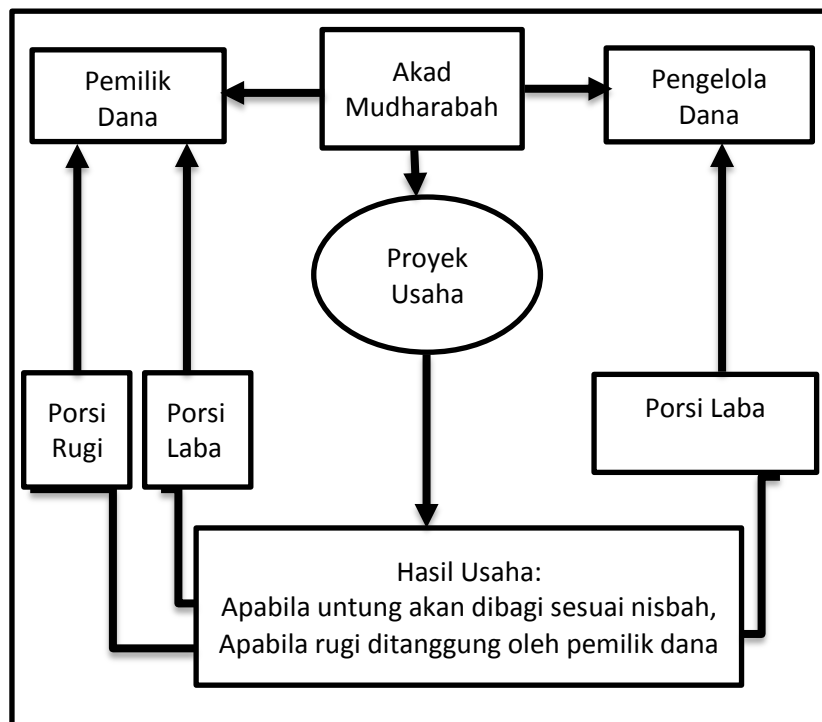 Pemilik
Dana
Akad
Mudharabah
Pengelola
Dana
Proyek
Usaha
Porsi
Rugi
Porsi
Laba
Porsi Laba
Hasil Usaha:
Apabila untung akan dibagi sesuai nisbah,
Apabila rugi ditanggung oleh pemilik dana